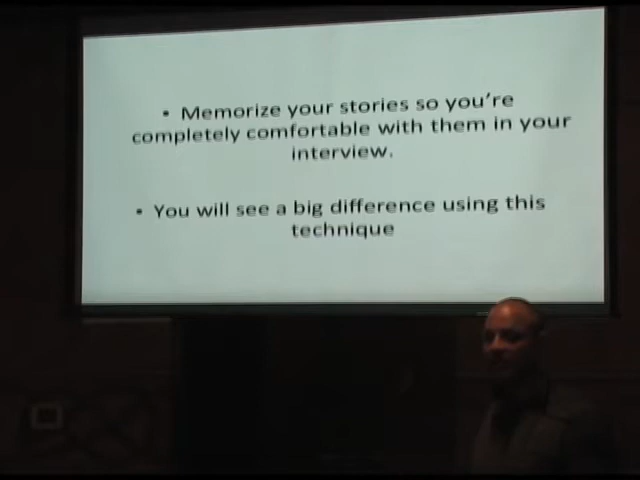 • Memorize your stories so you're
completely comfortable with them in your
interview.
• You will see a big difference using this
technique